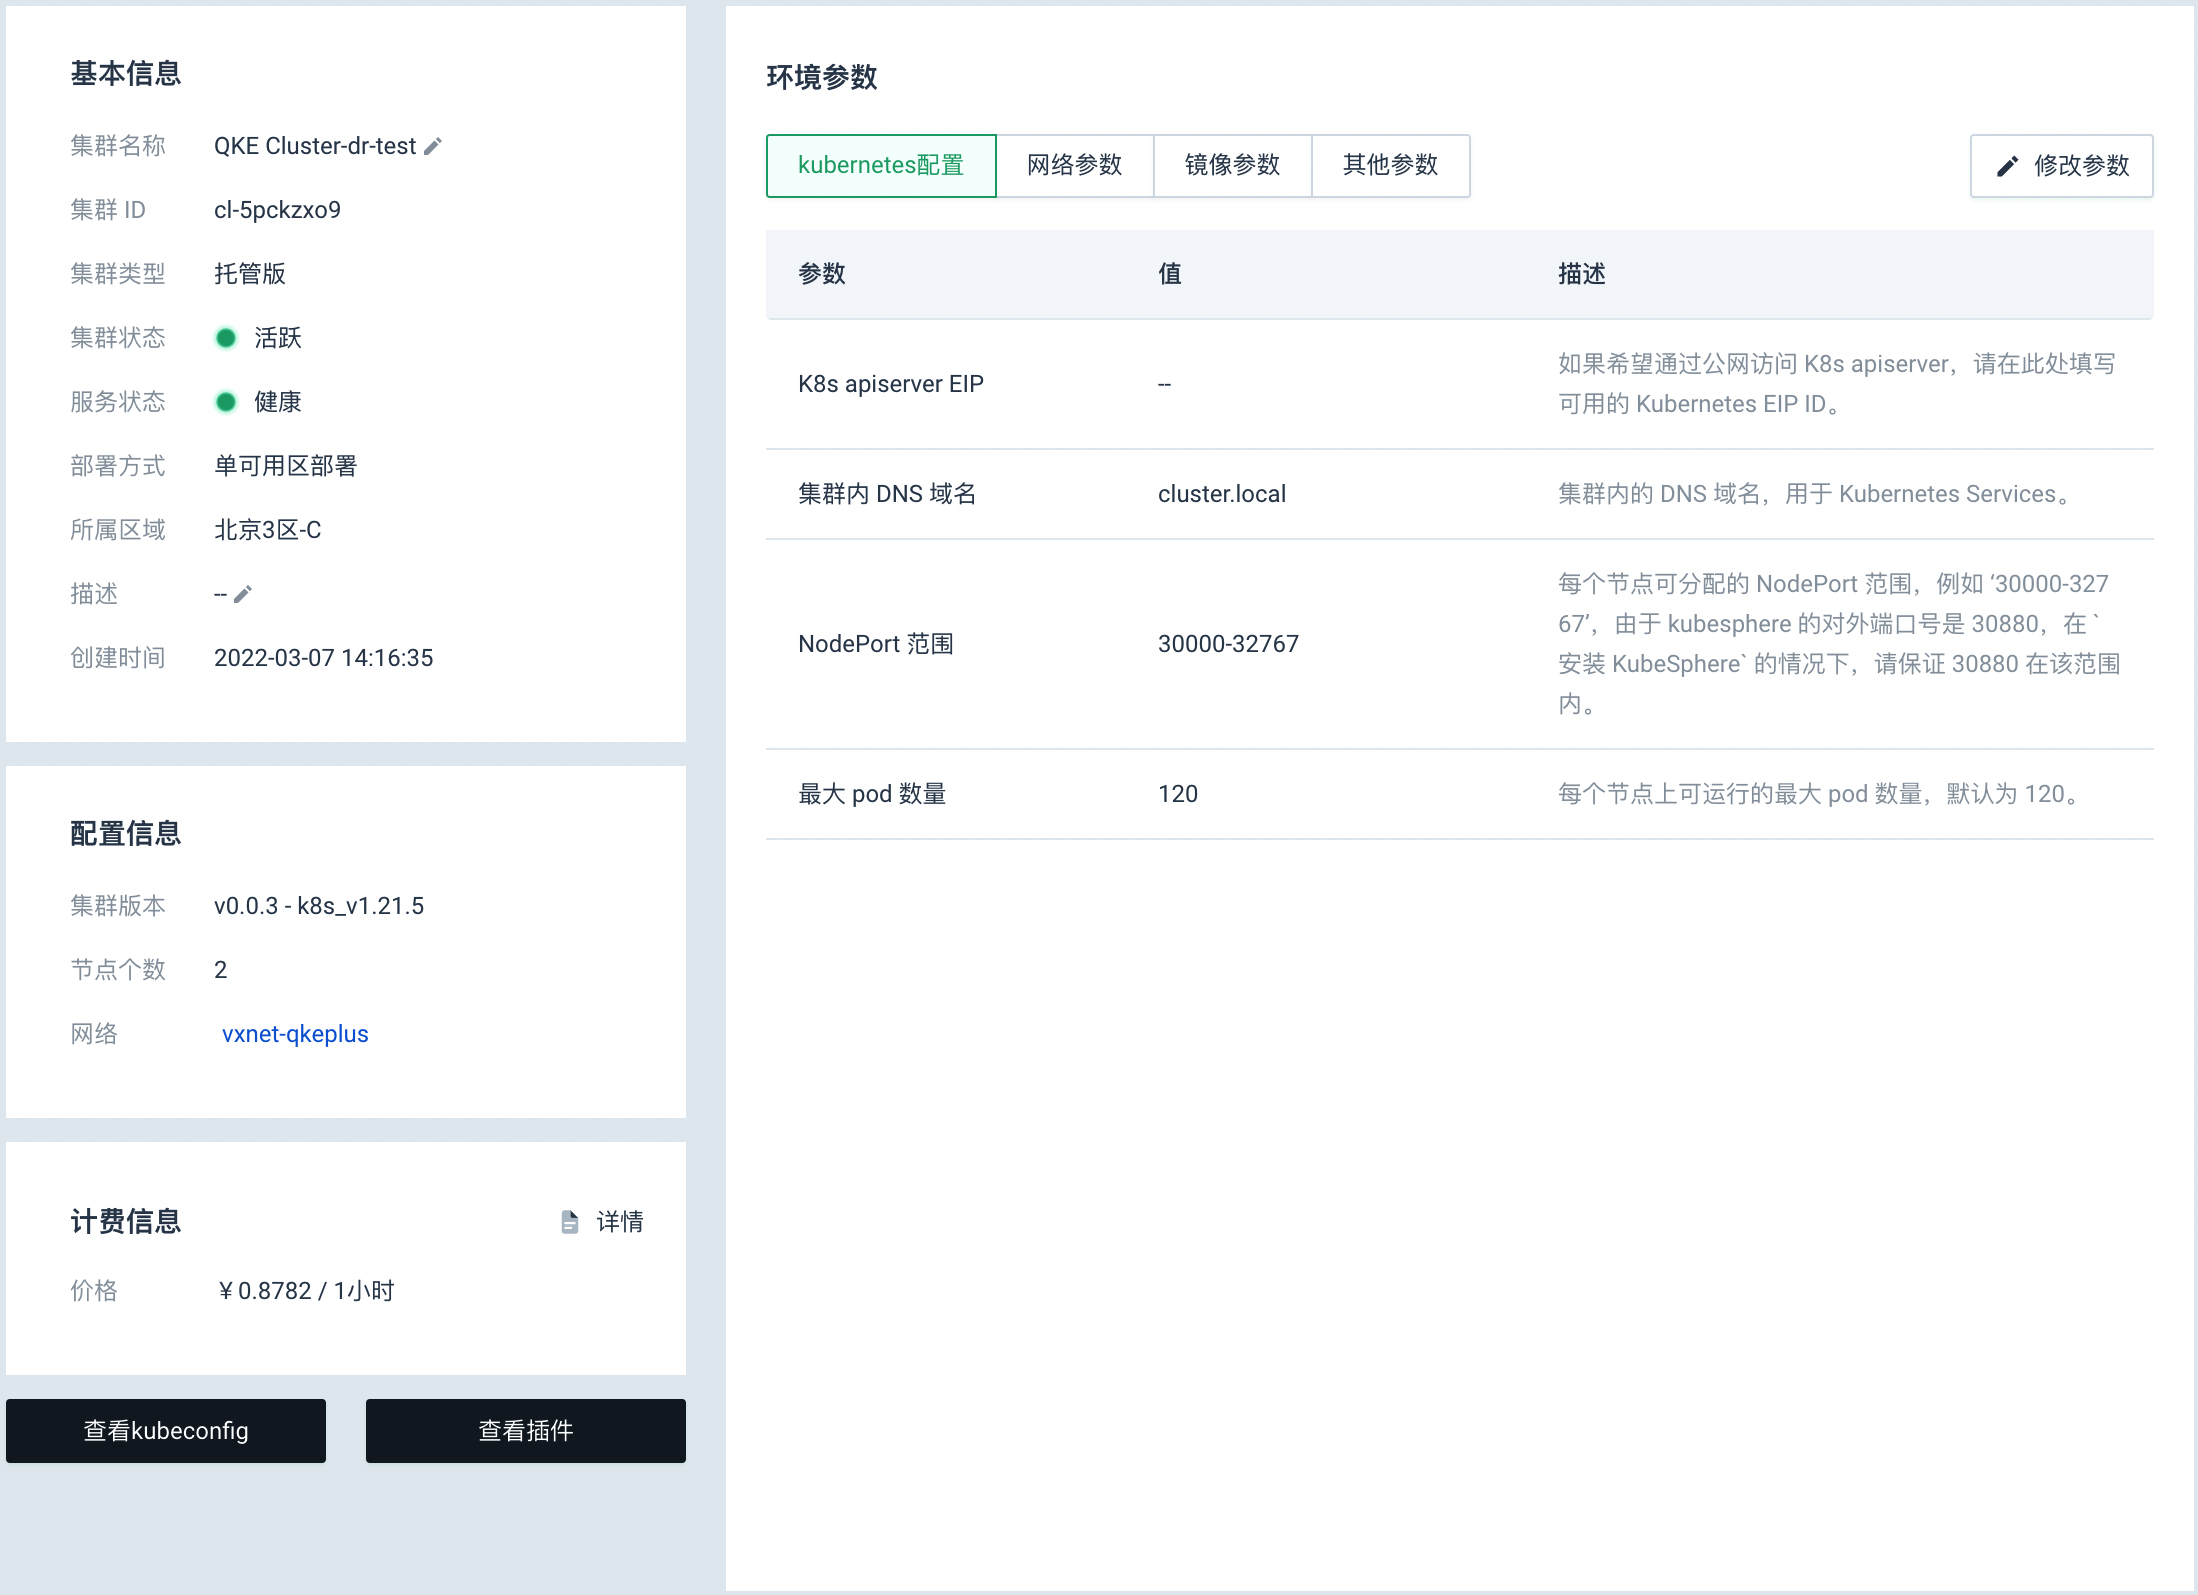 基本信息
集群名称 QKE Cluster-dr-test
集群 ID cl-5pckzxo9
集群类型 托管版
集群状态 活跃
服务状态 健康
部署方式 单可用区部署
所属区域 北京3区-C
描述 --
创建时间 2022-03-07 14:16:35
配置信息
集群版本 v0.0.3 - k8s_v1.21.5
节点个数 2
网络 vxnet-qkeplus
计费信息 详情
价格 ¥ 0.8782 / 1小时
查看kubeconfig 查看插件
环境参数
kubernetes配置 网络参数 镜像参数 其他参数 修改参数
参数 值 描述
K8s apiserver EIP -- 如果希望通过公网访问 K8s apiserver，请在此处填写
可用的 Kubernetes EIP ID。
集群内 DNS 域名 cluster.local 集群内的 DNS 域名，用于 Kubernetes Services。
每个节点可分配的 NodePort 范围，例如 ‘30000-327
67’，由于 kubesphere 的对外端口号是 30880，在 `
NodePort 范围 30000-32767
安装 KubeSphere` 的情况下，请保证 30880 在该范围
内。
最大 pod 数量 120 每个节点上可运行的最大 pod 数量，默认为 120。